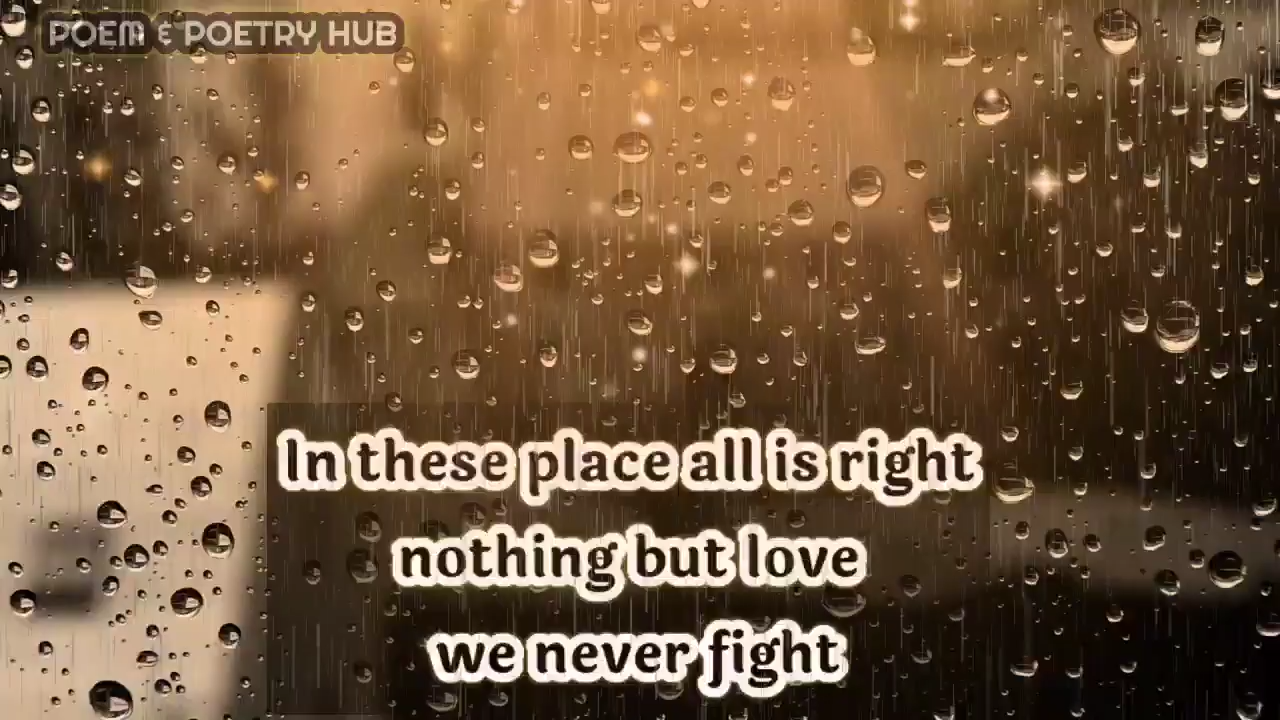 POEM & POETRY HUB
In these place all is right
nothing but love
we never fight